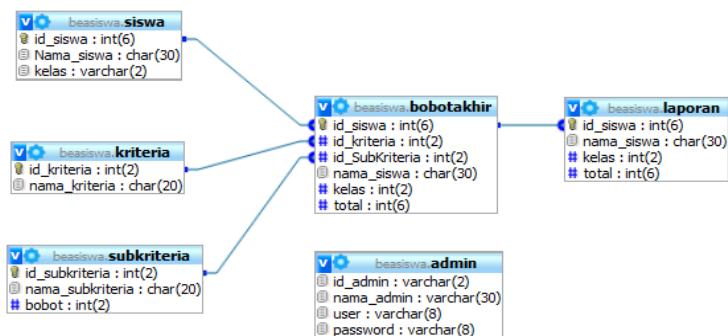 beasiswa.siswa
id_siswa : int(6)
Nama_siswa : char(30)
kelas : varchar(2)
beasiswa.kriteria
id_kriteria : int(2)
nama_kriteria : char(20)
beasiswa.subkriteria
id_subkriteria : int(2)
nama_subkriteria : char(20)
bobot : int(2)
beasiswa.bobotakhir
id_siswa : int(6)
id_kriteria : int(2)
id_SubKriteria : int(2)
nama_siswa : char(30)
kelas : int(2)
total : int(6)
beasiswa.admin
id_admin : varchar(2)
nama_admin : varchar(30)
user : varchar(8)
password : varchar(8)
beasiswa.laporan
id_siswa : int(6)
nama_siswa : char(30)
kelas : int(2)
total : int(6)